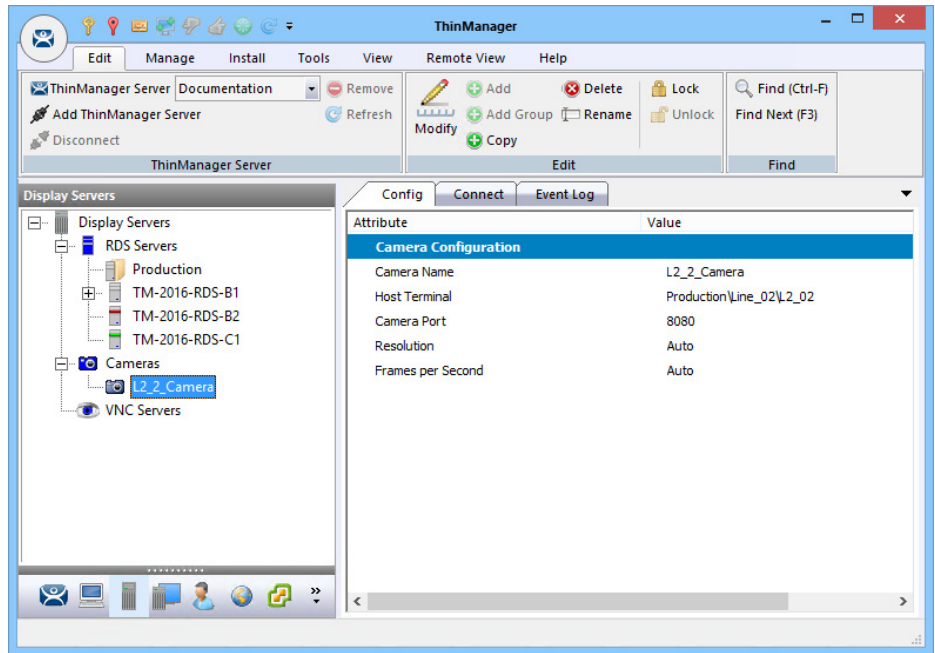 ThinManager
Edit Manage Install Tools View Remote View Help
ThinManager Server Documentation Remove
Add ThinManager Server Refresh
Disconnect
ThinManager Server
Modify
Add Delete
Add Group Rename
Copy
Lock
Unlock
Edit
Find (Ctrl-F)
Find Next (F3)
Find
Display Servers
Display Servers
RDS Servers
Production
TM-2016-RDS-B1
TM-2016-RDS-B2
TM-2016-RDS-C1
Cameras
L2_2_Camera
VNC Servers
Config Connect Event Log
Attribute Value
Camera Configuration
Camera Name L2_2_Camera
Host Terminal Production\Line_02\L2_02
Camera Port 8080
Resolution Auto
Frames per Second Auto